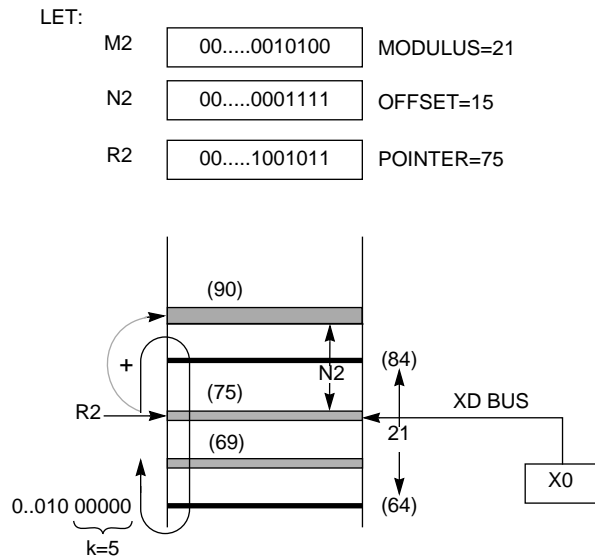 LET:
M2 00.....0010100 MODULUS=21
N2 00.....0001111 OFFSET=15
R2 00.....1001011 POINTER=75
(90)
+
(84)
N2
(75)
XD BUS
R2
21
(69)
X0
0..010 00000
(64)
k=5